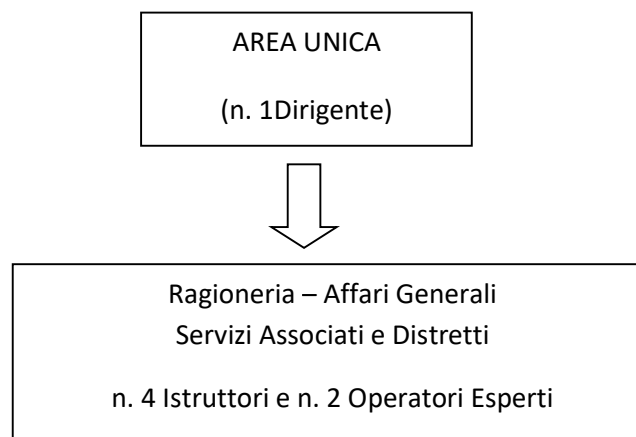 AREA UNICA
(n. 1Dirigente)
Ragioneria – Affari Generali
Servizi Associati e Distretti
n. 4 Istruttori e n. 2 Operatori Esperti